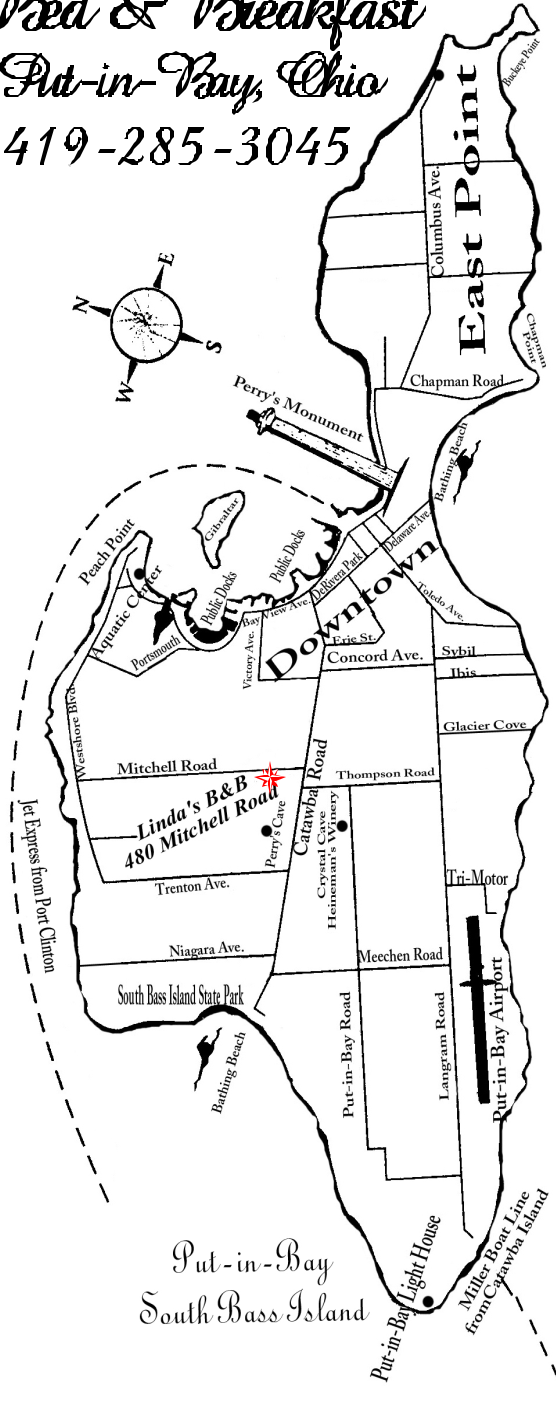 Bed & Breakfast
Put-in-Bay, Ohio
419-285-3045
Buckeye Point
East Point
Columbus Ave.
E
N
S
W
Chapman Point
Chapman Road
Perry's Monument
Bathing Beach
Gibraltar
Peach Point
Public Docks
Public Docks
Delaware Ave.
DeRivera Park
Downtown
Aquatic Center
Bay View Ave.
Toledo Ave.
Portsmouth
Victory Ave.
Erie St.
Concord Ave.
Sybil
Ibis
Westshore Blvd.
Glacier Cove
Mitchell Road
Catawba Road
Thompson Road
Linda's B&B
480 Mitchell Road
Perry's Cave
Crystal Cave
Heineman's Winery
Jet Express from Port Clinton
Trenton Ave.
Tri-Motor
Niagara Ave.
Meechen Road
South Bass Island State Park
Put-in-Bay Road
Langram Road
Put-in-Bay Airport
Bathing Beach
Put-in-Bay
South Bass Island
Put-in-Bay Light House
Miller Boat Line
from Catawba Island